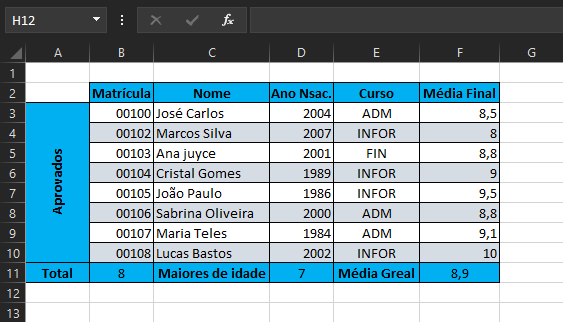 H12
fx
A B C D E F G
1
2 Matrícula Nome Ano Nsac. Curso Média Final
3 00100 José Carlos 2004 ADM 8,5
4 00102 Marcos Silva 2007 INFOR 8
5 00103 Ana juyce 2001 FIN 8,8
6 00104 Cristal Gomes 1989 INFOR 9
7 00105 João Paulo 1986 INFOR 9,5
8 00106 Sabrina Oliveira 2000 ADM 8,8
9 00107 Maria Teles 1984 ADM 9,1
10 00108 Lucas Bastos 2002 INFOR 10
Aprovados
11 Total 8 Maiores de idade 7 Média Greal 8,9
12
13